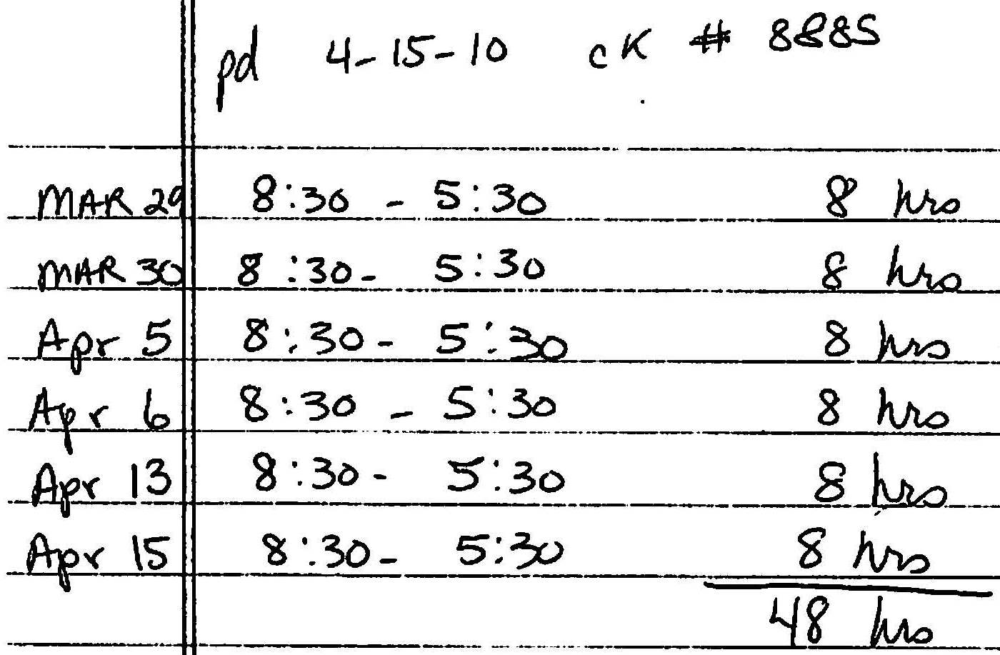 pd 4-15-10 cK # 8885
MAR 29 8:30 - 5:30 8 hrs
MAR 30 8:30 - 5:30 8 hrs
Apr 5 8:30 - 5:30 8 hrs
Apr 6 8:30 - 5:30 8 hrs
Apr 13 8:30 - 5:30 8 hrs
Apr 15 8:30 - 5:30 8 hrs
48 hrs